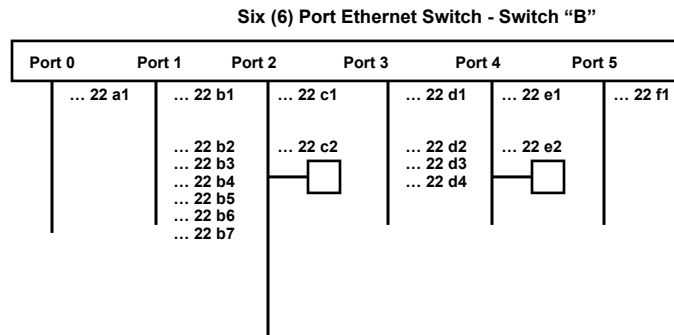 Six (6) Port Ethernet Switch - Switch “B”
Port 0 Port 1 Port 2 Port 3 Port 4 Port 5
... 22 a1 ... 22 b1 ... 22 c1 ... 22 d1 ... 22 e1 ... 22 f1
... 22 b2 ... 22 c2 ... 22 d2 ... 22 e2
... 22 b3 ... 22 d3
... 22 b4 ... 22 d4
... 22 b5
... 22 b6
... 22 b7